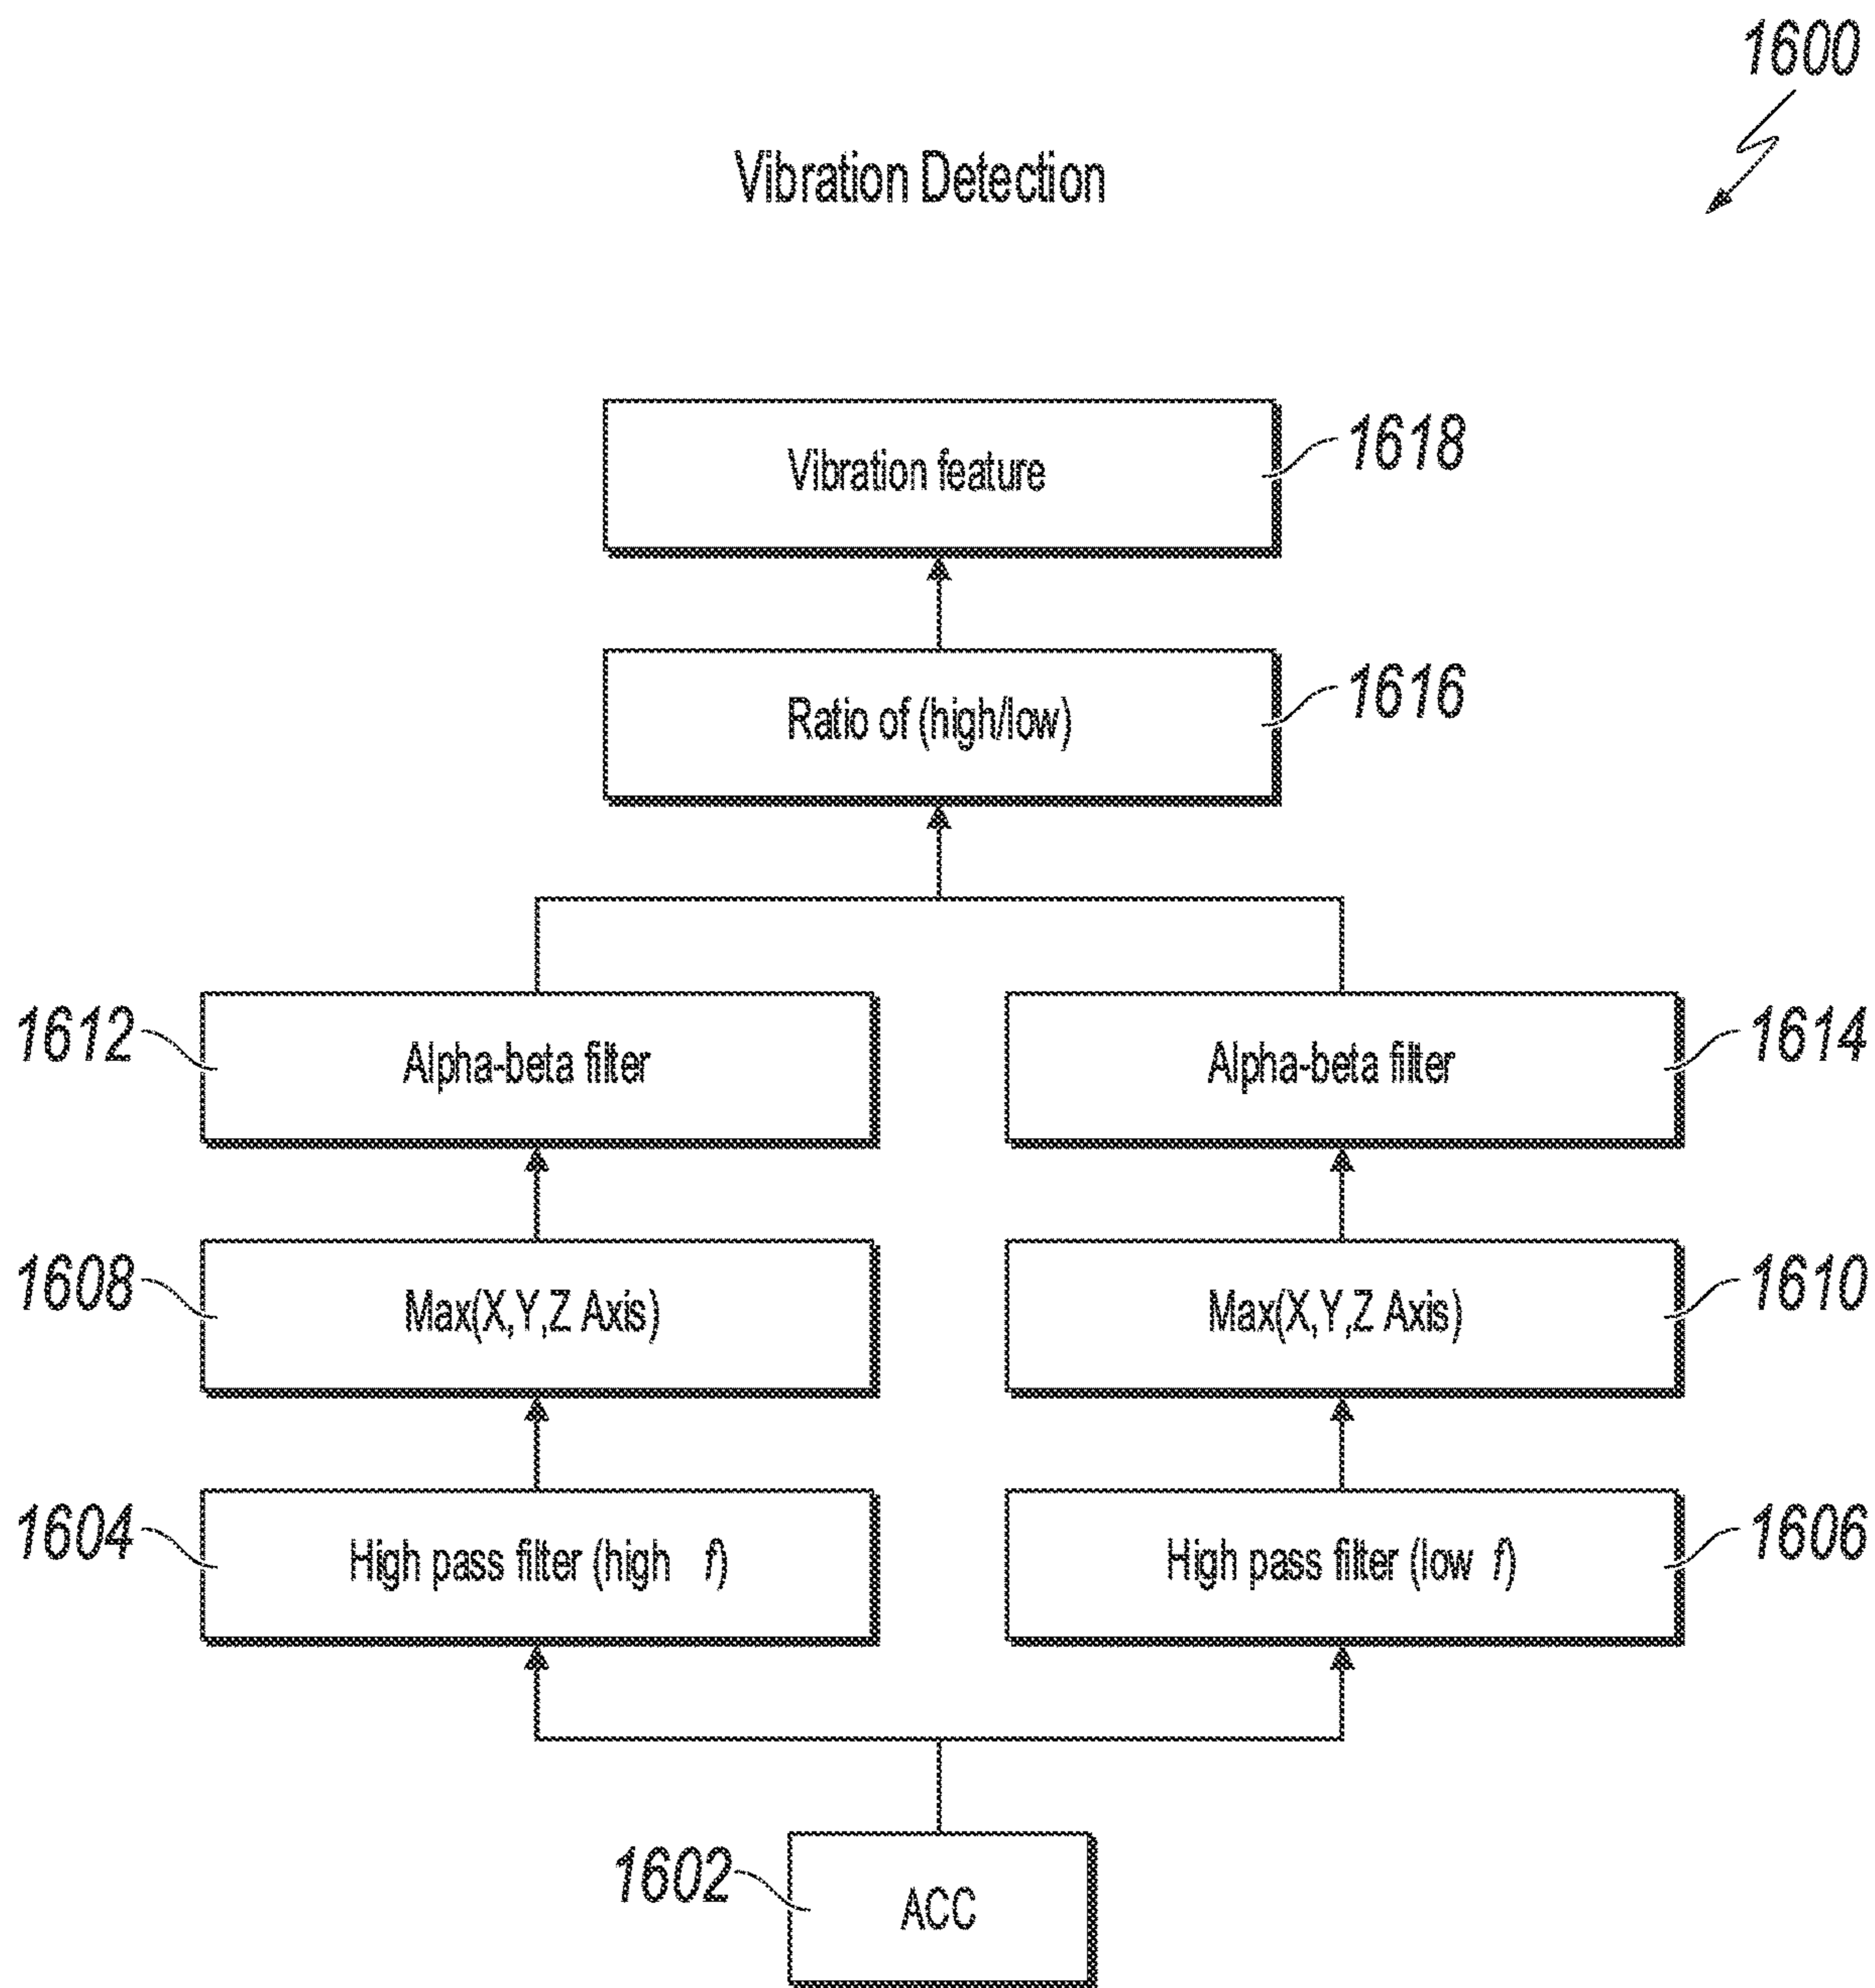 1600
Vibration Detection
Vibration feature
1618
Ratio of (high/low)
1616
1612
Alpha-beta filter
Alpha-beta filter
1614
1608
Max(X,Y,Z Axis)
Max(X,Y,Z Axis)
1610
1604
High pass filter (high f)
High pass filter (low f)
1606
1602
ACC